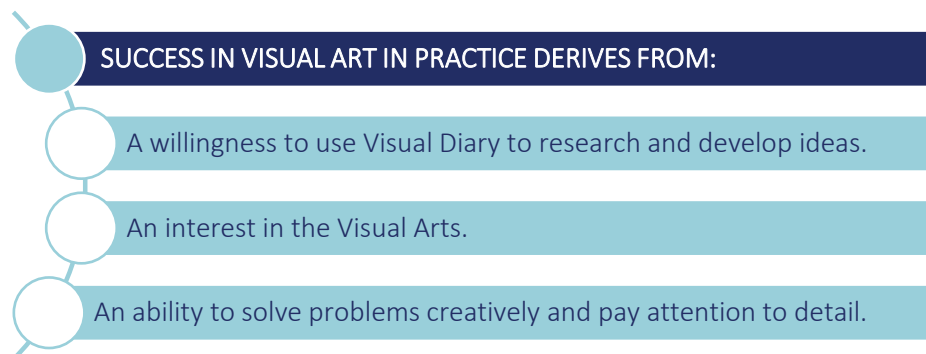 SUCCESS IN VISUAL ART IN PRACTICE DERIVES FROM:
A willingness to use Visual Diary to research and develop ideas.
An interest in the Visual Arts.
An ability to solve problems creatively and pay attention to detail.